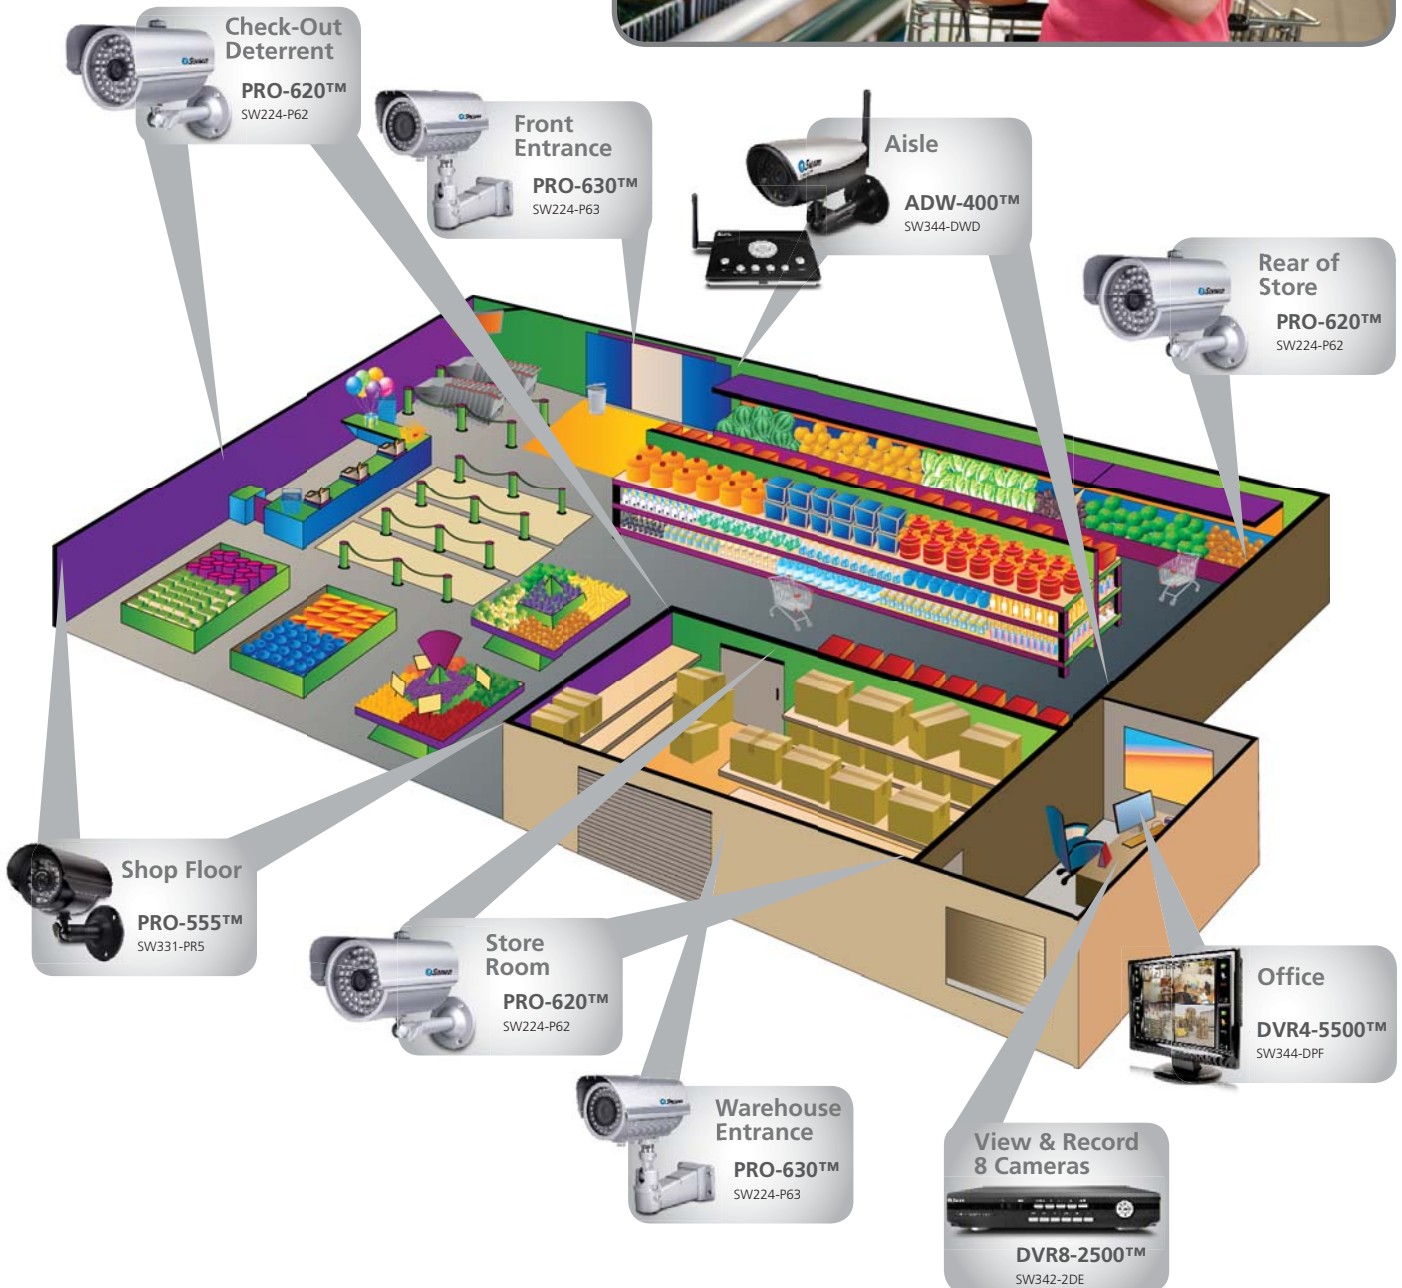 Check-Out
Deterrent
PRO-620™
SW224-P62
Front
Entrance
PRO-630™
SW224-P63
Aisle
ADW-400™
SW344-DWD
Rear of
Store
PRO-620™
SW224-P62
Shop Floor
PRO-555™
SW331-PR5
Store
Room
PRO-620™
SW224-P62
Warehouse
Entrance
PRO-630™
SW224-P63
Office
DVR4-5500™
SW344-DPF
View & Record
8 Cameras
DVR8-2500™
SW342-2DE